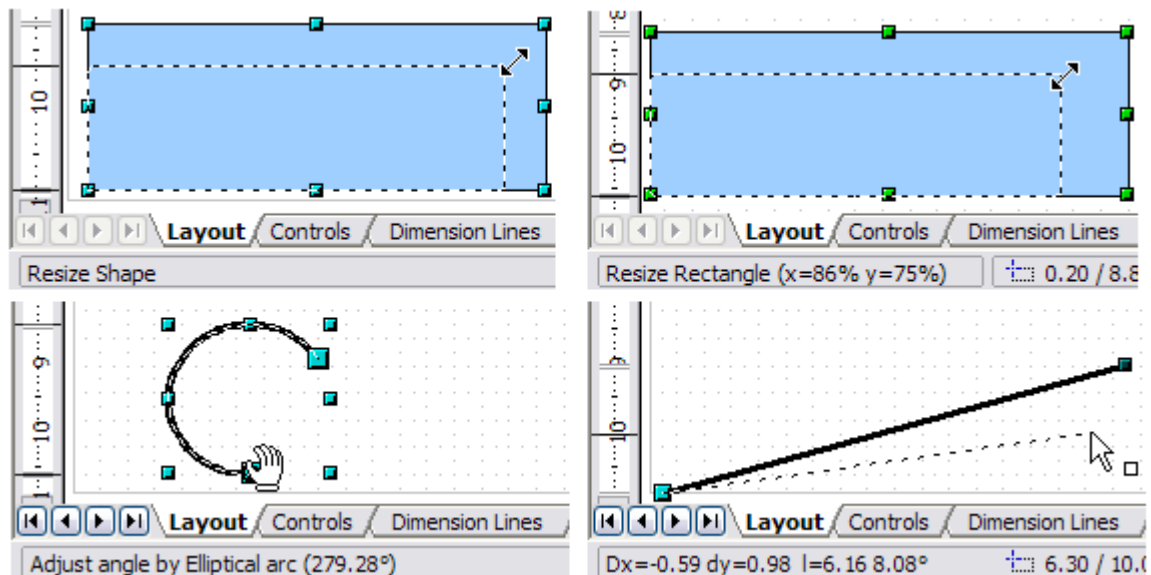 10
Layout Controls Dimension Lines
Resize Shape
9
10
Layout Controls Dimension Lines
Resize Rectangle (x=86% y=75%) 0.20 / 8.8
9
10
Layout Controls Dimension Lines
Adjust angle by Elliptical arc (279.28°)
9
10
Layout Controls Dimension Lines
Dx=-0.59 dy=0.98 l=6.16 8.08° 6.30 / 10.0